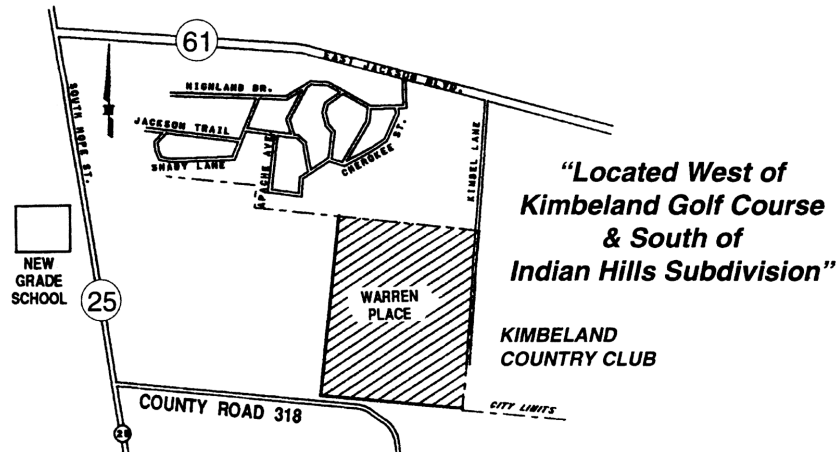 61
EAST JACKSON BLVD.
HIGHLAND DR.
SOUTH HOPE ST.
JACKSON TRAIL
SHADY LANE
APACHE AVE
CHEROKEE ST.
KIMBEL LANE
"Located West of
Kimbeland Golf Course
& South of
Indian Hills Subdivision"
NEW
GRADE
SCHOOL
25
WARREN
PLACE
KIMBELAND
COUNTRY CLUB
COUNTY ROAD 318
CITY LIMITS
25